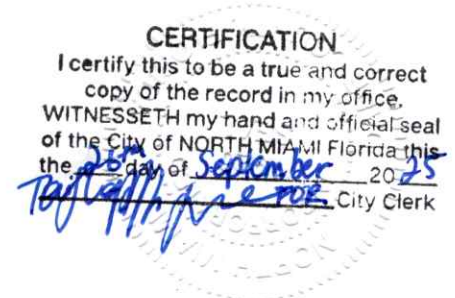 CERTIFICATION
I certify this to be a true and correct
copy of the record in my office,
WITNESSETH my hand and official seal
of the City of NORTH MIAMI Florida this
the 26th day of September 2025
FOR City Clerk